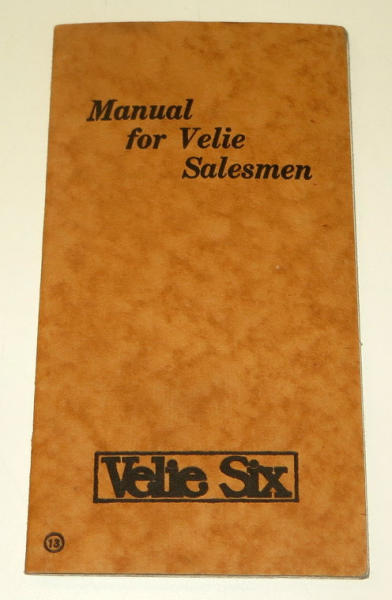 Manual
for Velie
Salesmen
Velie Six
13